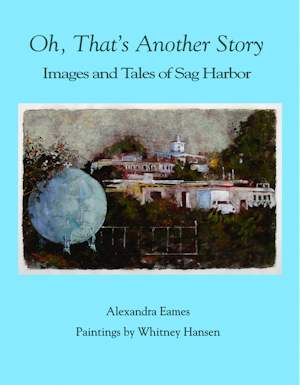 Oh, That's Another Story
Images and Tales of Sag Harbor
Alexandra Eames
Paintings by Whitney Hansen